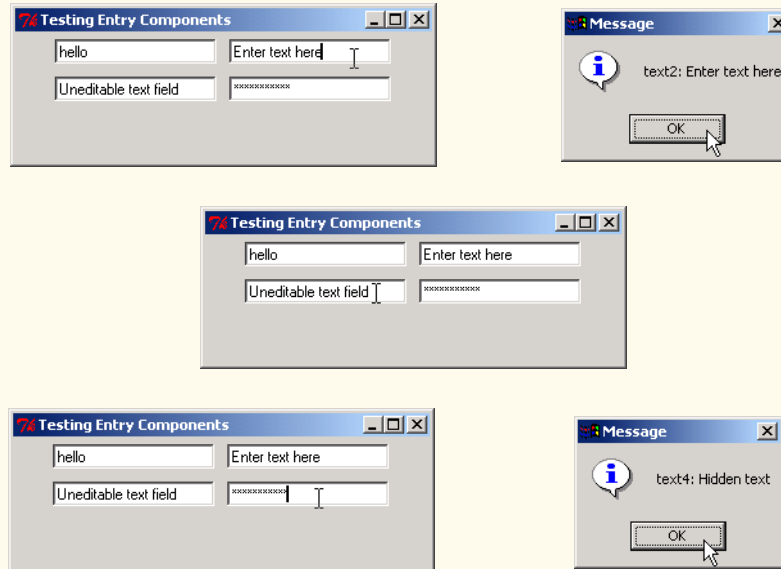 Testing Entry Components
hello
Enter text here
Uneditable text field
***********
Message
text2: Enter text here
OK
Testing Entry Components
hello
Enter text here
Uneditable text field
***********
Testing Entry Components
hello
Enter text here
Uneditable text field
***********
Message
text4: Hidden text
OK